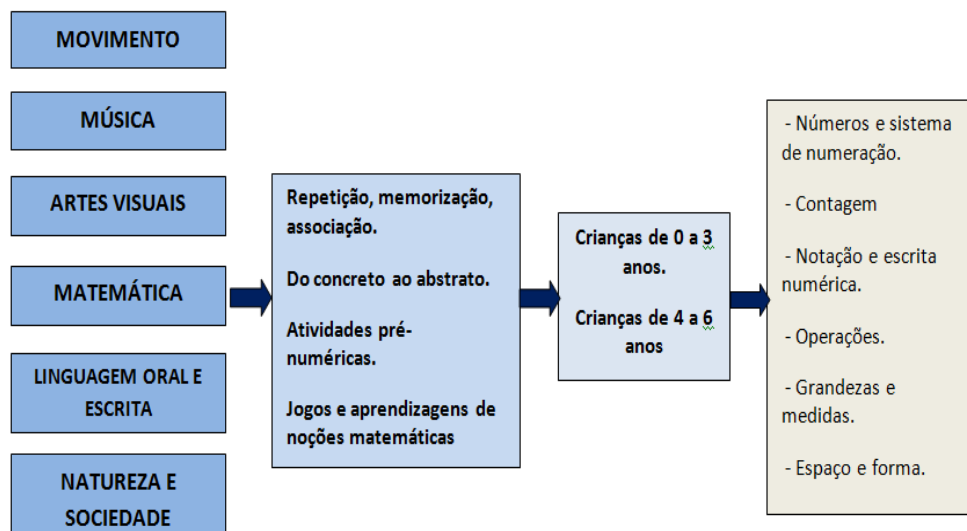 MOVIMENTO
MÚSICA
ARTES VISUAIS
MATEMÁTICA
LINGUAGEM ORAL E
ESCRITA
NATUREZA E
SOCIEDADE
Repetição, memorização,
associação.
Do concreto ao abstrato.
Atividades pré-
numéricas.
Jogos e aprendizagens de
noções matemáticas
Crianças de 0 a 3
anos.
Crianças de 4 a 6
anos
- Números e sistema
de numeração.
- Contagem
- Notação e escrita
numérica.
- Operações.
- Grandezas e
medidas.
- Espaço e forma.